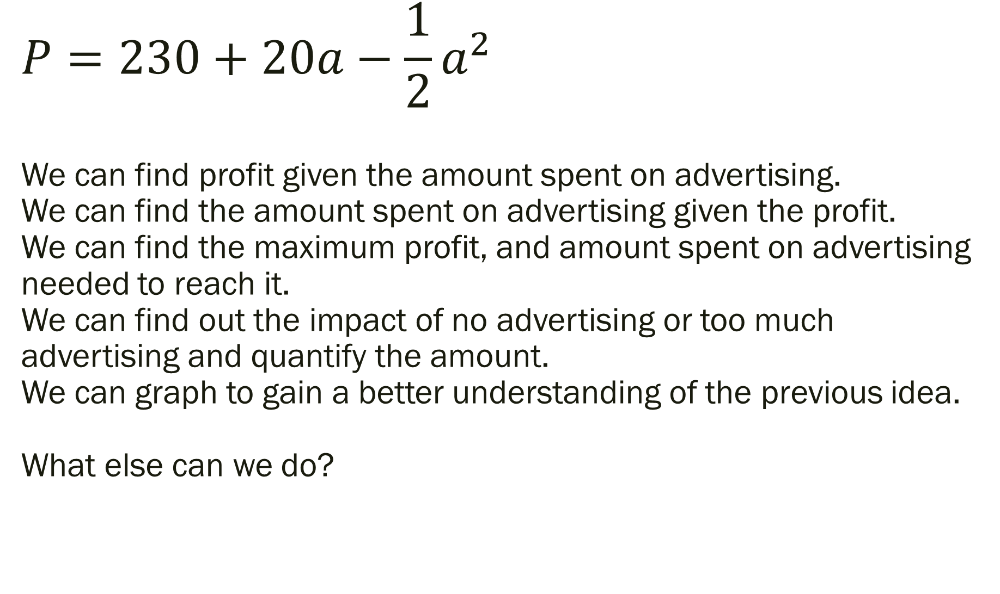 P = 230 + 20a − 1/2 a²
We can find profit given the amount spent on advertising.
We can find the amount spent on advertising given the profit.
We can find the maximum profit, and amount spent on advertising
needed to reach it.
We can find out the impact of no advertising or too much
advertising and quantify the amount.
We can graph to gain a better understanding of the previous idea.
What else can we do?